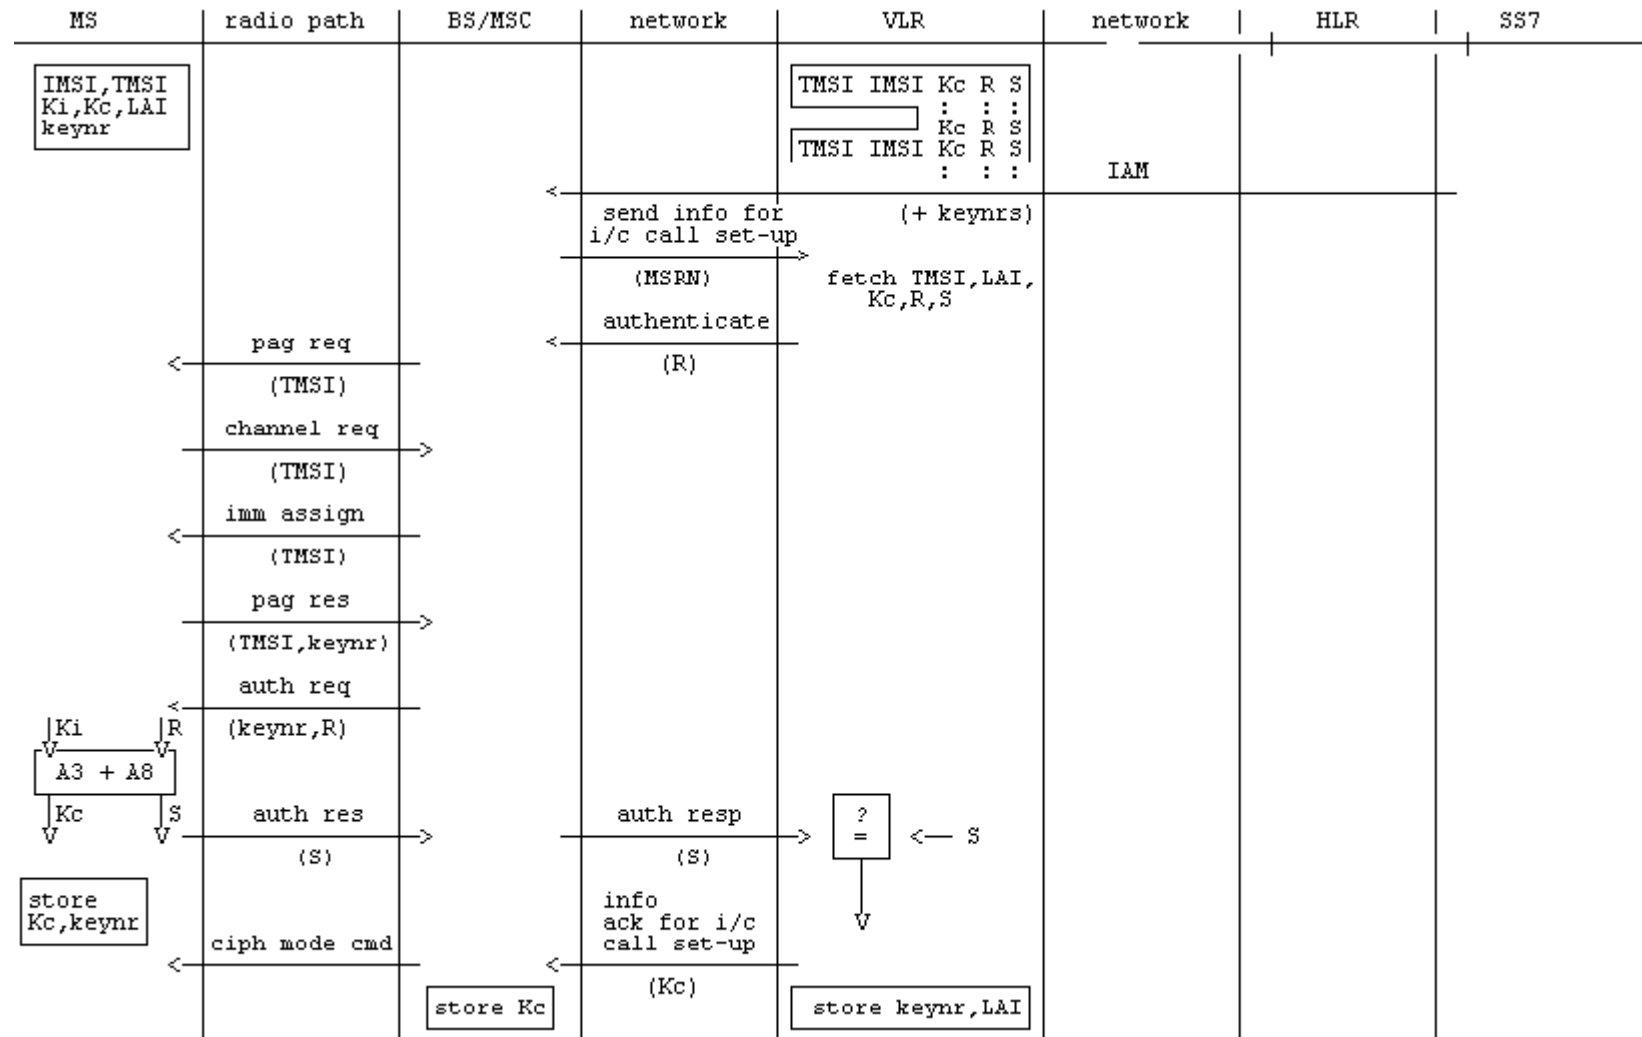 MS radio path BS/MSC network VLR network HLR SS7
IMSI,TMSI
Ki,Kc,LAI
keynr
TMSI IMSI Kc R S
: : :
Kc R S
TMSI IMSI Kc R S
: : :
IAM
(+ keynrs)
send info for
i/c call set-up
(MSRN)
fetch TMSI,LAI,
Kc,R,S
authenticate
(R)
pag req
(TMSI)
channel req
(TMSI)
imm assign
(TMSI)
pag res
(TMSI,keynr)
auth req
(keynr,R)
Ki R
A3 + A8
Kc S
auth res
(S)
auth resp
(S)
?
=
S
store
Kc,keynr
info
ack for i/c
call set-up
(Kc)
ciph mode cmd
store Kc
store keynr,LAI